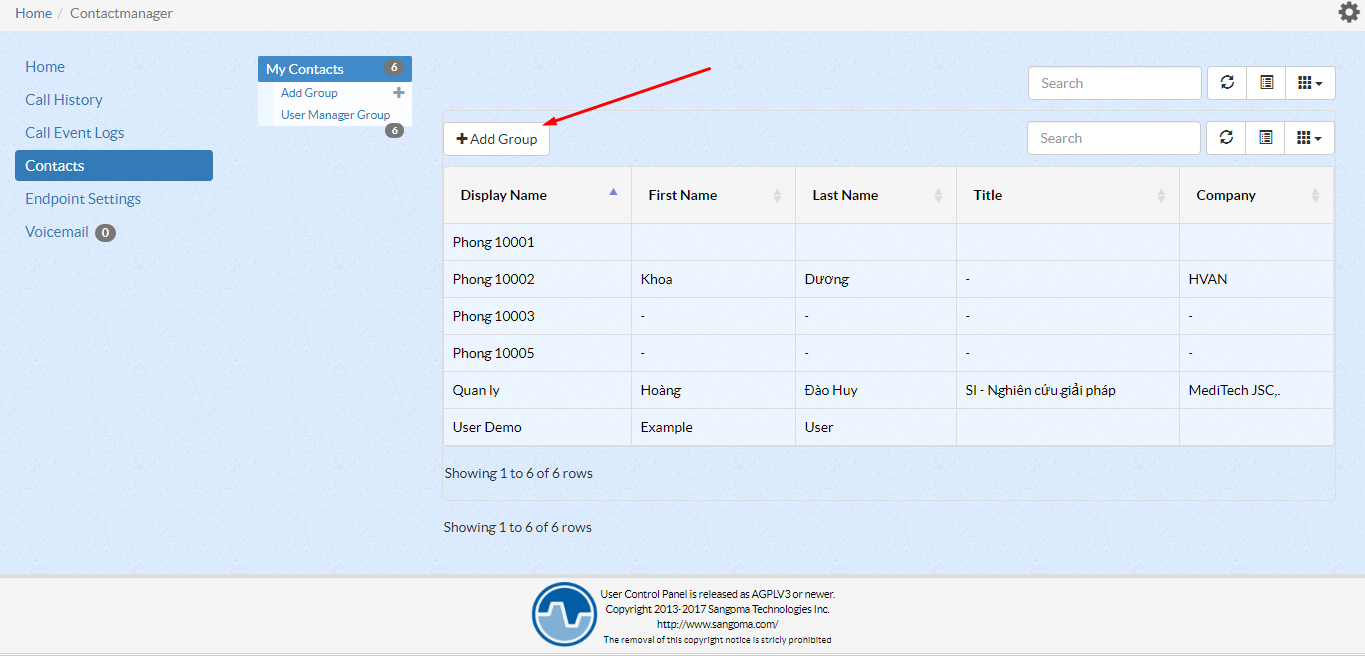 Home / Contactmanager
Home
Call History
Call Event Logs
Contacts
Endpoint Settings
Voicemail 0
My Contacts 6
Add Group
User Manager Group
6
Search
Add Group
Search
Display Name First Name Last Name Title Company
Phong 10001
Phong 10002 Khoa Dương - HVAN
Phong 10003 - - - -
Phong 10005 - - - -
Quan ly Hoàng Đào Huy SI - Nghiên cứu giải pháp MediTech JSC,.
User Demo Example User
Showing 1 to 6 of 6 rows
Showing 1 to 6 of 6 rows
User Control Panel is released as AGPLV3 or newer.
Copyright 2013-2017 Sangoma Technologies Inc.
http://www.sangoma.com/
The removal of this copyright notice is stricly prohibited